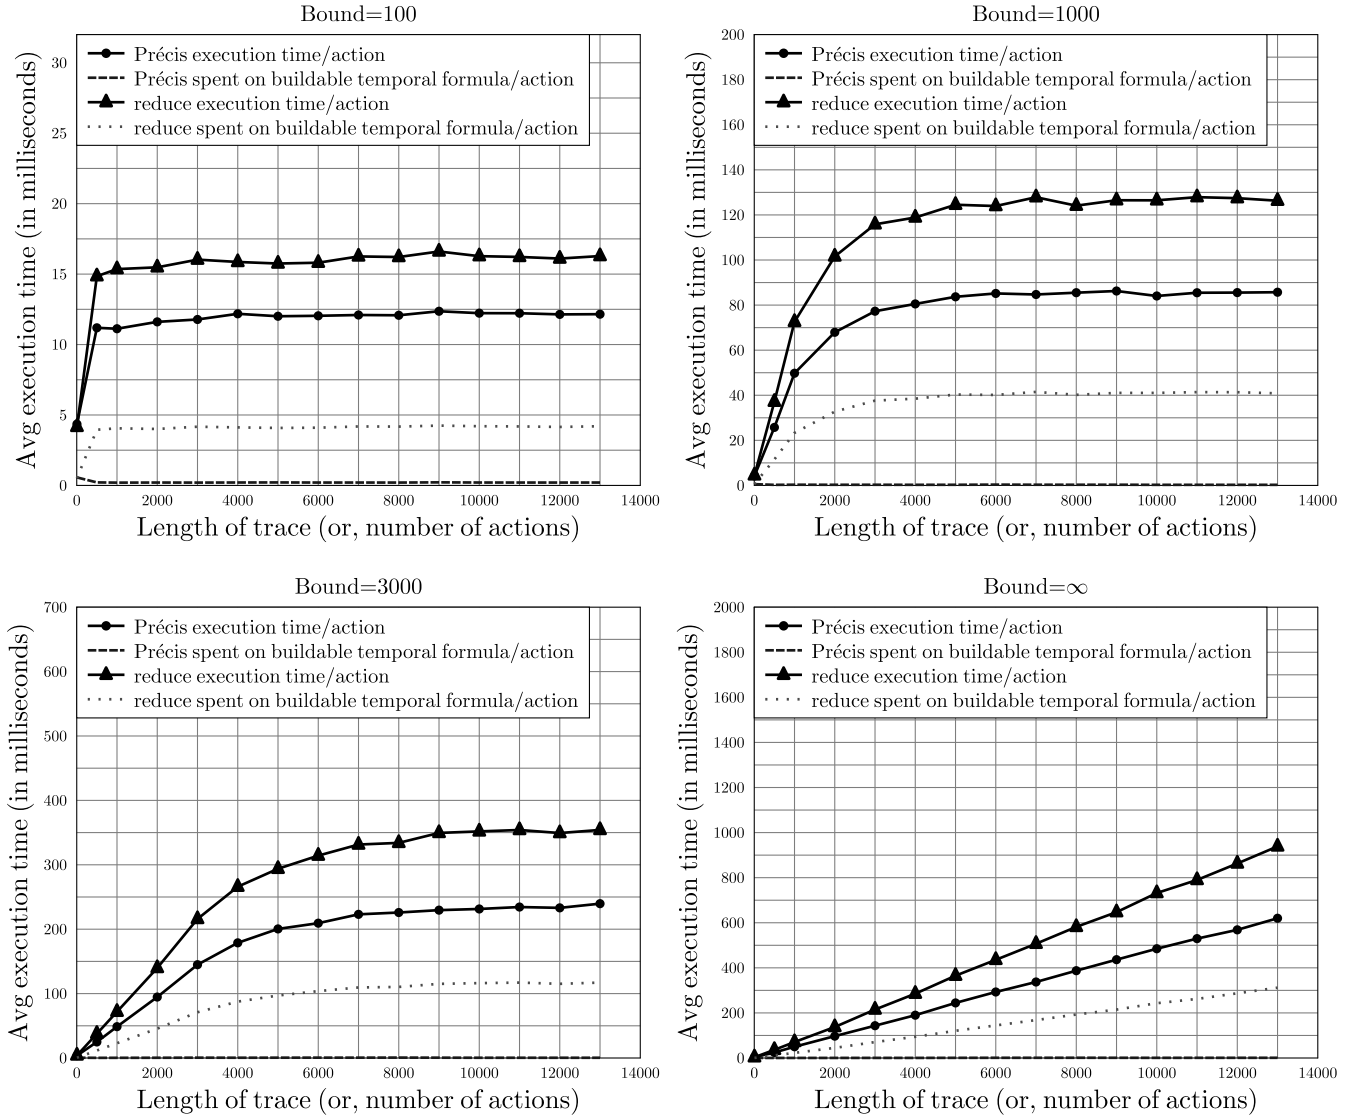 Bound=100
Avg execution time (in milliseconds)
30
25
20
15
10
5
0
Précis execution time/action
Précis spent on buildable temporal formula/action
reduce execution time/action
reduce spent on buildable temporal formula/action
0 2000 4000 6000 8000 10000 12000 14000
Length of trace (or, number of actions)
Bound=1000
Avg execution time (in milliseconds)
200
180
160
140
120
100
80
60
40
20
0
Précis execution time/action
Précis spent on buildable temporal formula/action
reduce execution time/action
reduce spent on buildable temporal formula/action
0 2000 4000 6000 8000 10000 12000 14000
Length of trace (or, number of actions)
Bound=3000
Avg execution time (in milliseconds)
700
600
500
400
300
200
100
0
Précis execution time/action
Précis spent on buildable temporal formula/action
reduce execution time/action
reduce spent on buildable temporal formula/action
0 2000 4000 6000 8000 10000 12000 14000
Length of trace (or, number of actions)
Bound=∞
Avg execution time (in milliseconds)
2000
1800
1600
1400
1200
1000
800
600
400
200
0
Précis execution time/action
Précis spent on buildable temporal formula/action
reduce execution time/action
reduce spent on buildable temporal formula/action
0 2000 4000 6000 8000 10000 12000 14000
Length of trace (or, number of actions)